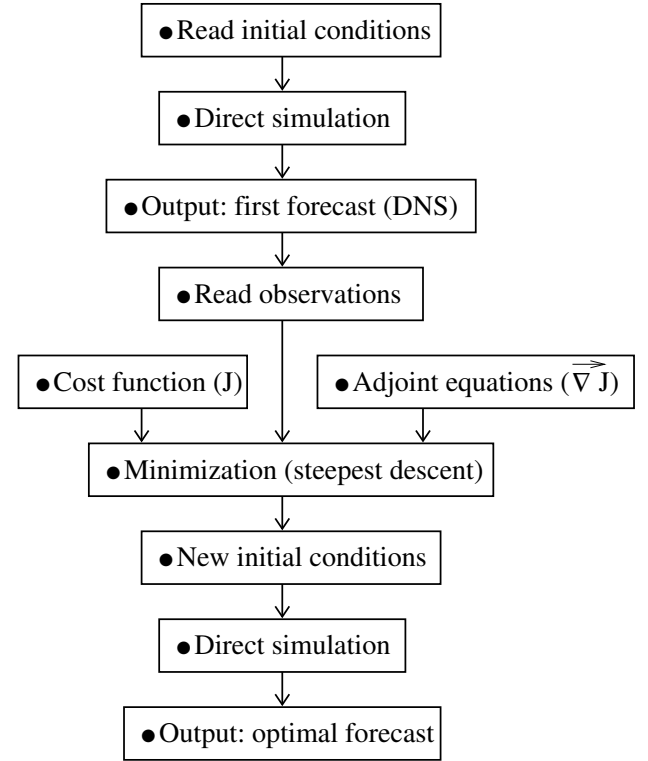 ●Read initial conditions
●Direct simulation
●Output: first forecast (DNS)
●Read observations
●Cost function (J)
●Adjoint equations (∇⃗ J)
●Minimization (steepest descent)
●New initial conditions
●Direct simulation
●Output: optimal forecast